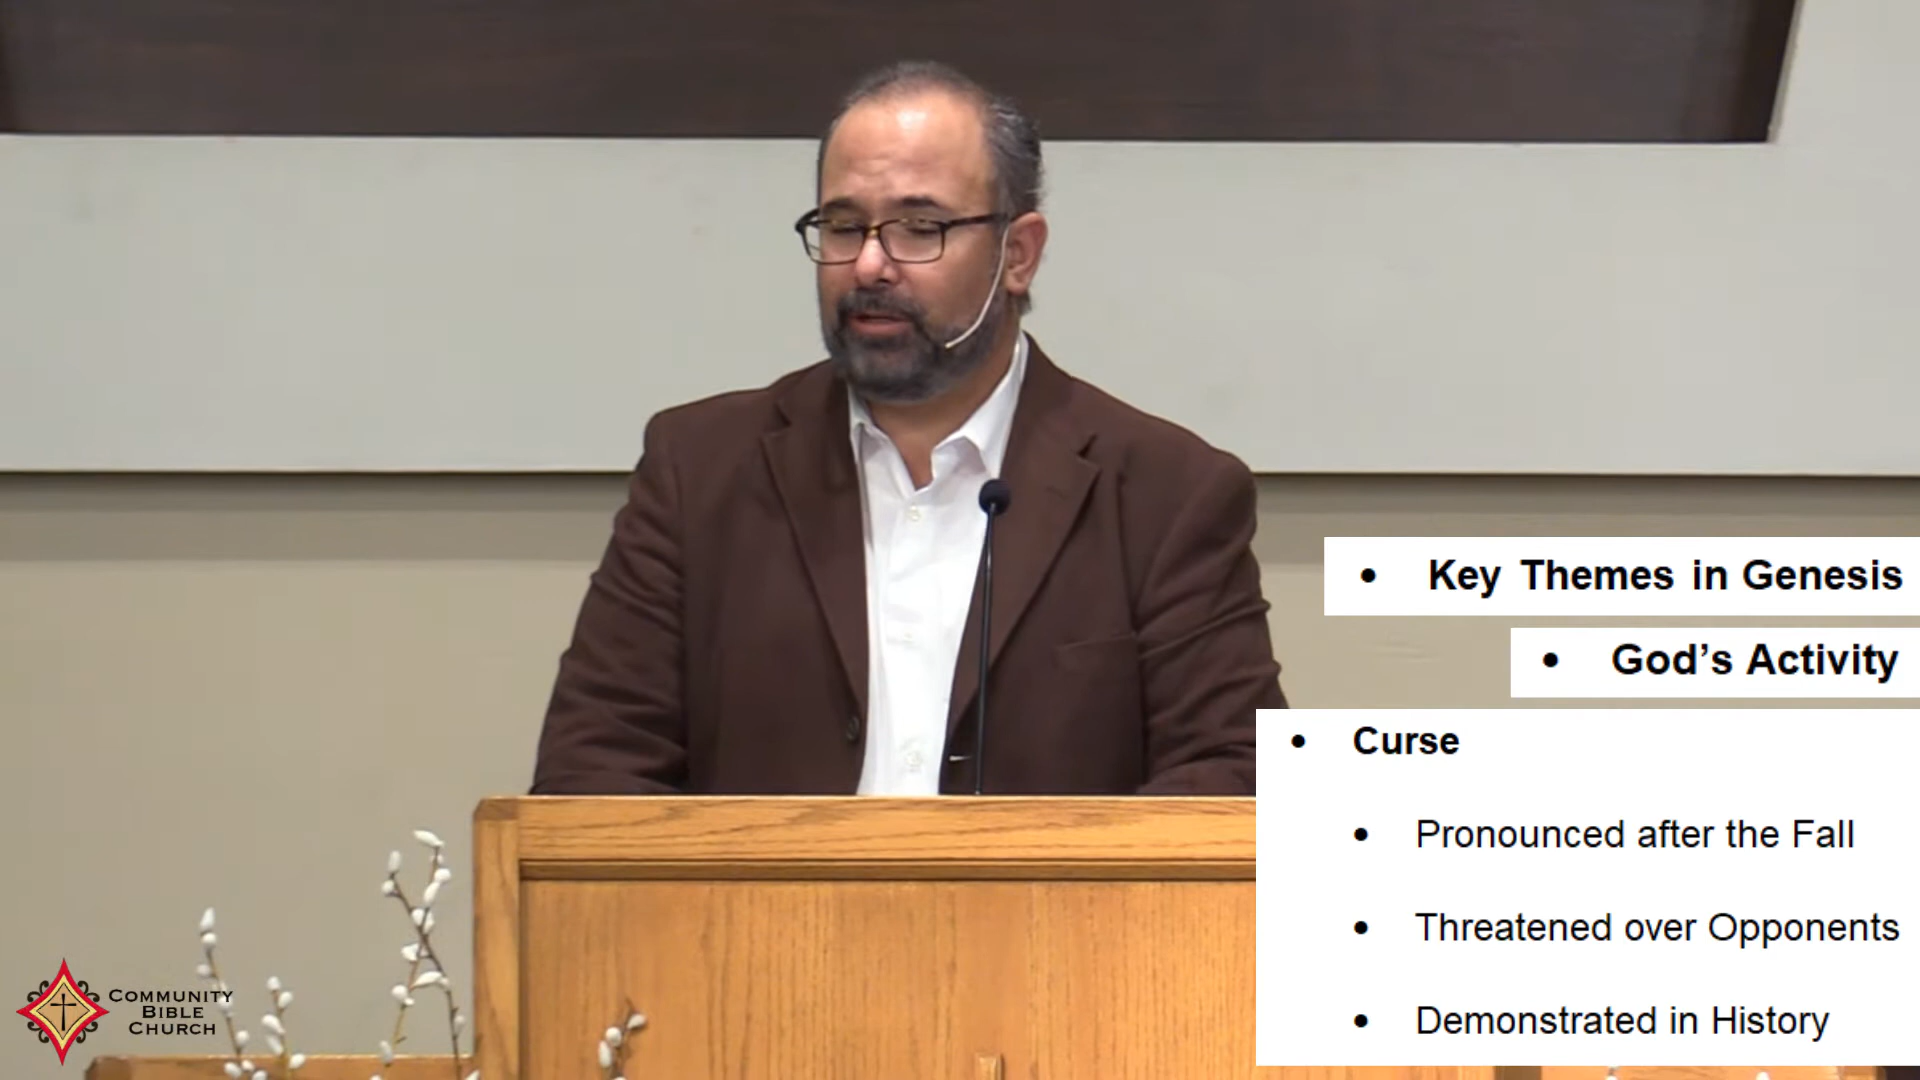 • Key Themes in Genesis
• God’s Activity
• Curse
• Pronounced after the Fall
• Threatened over Opponents
• Demonstrated in History
COMMUNITY
BIBLE
CHURCH